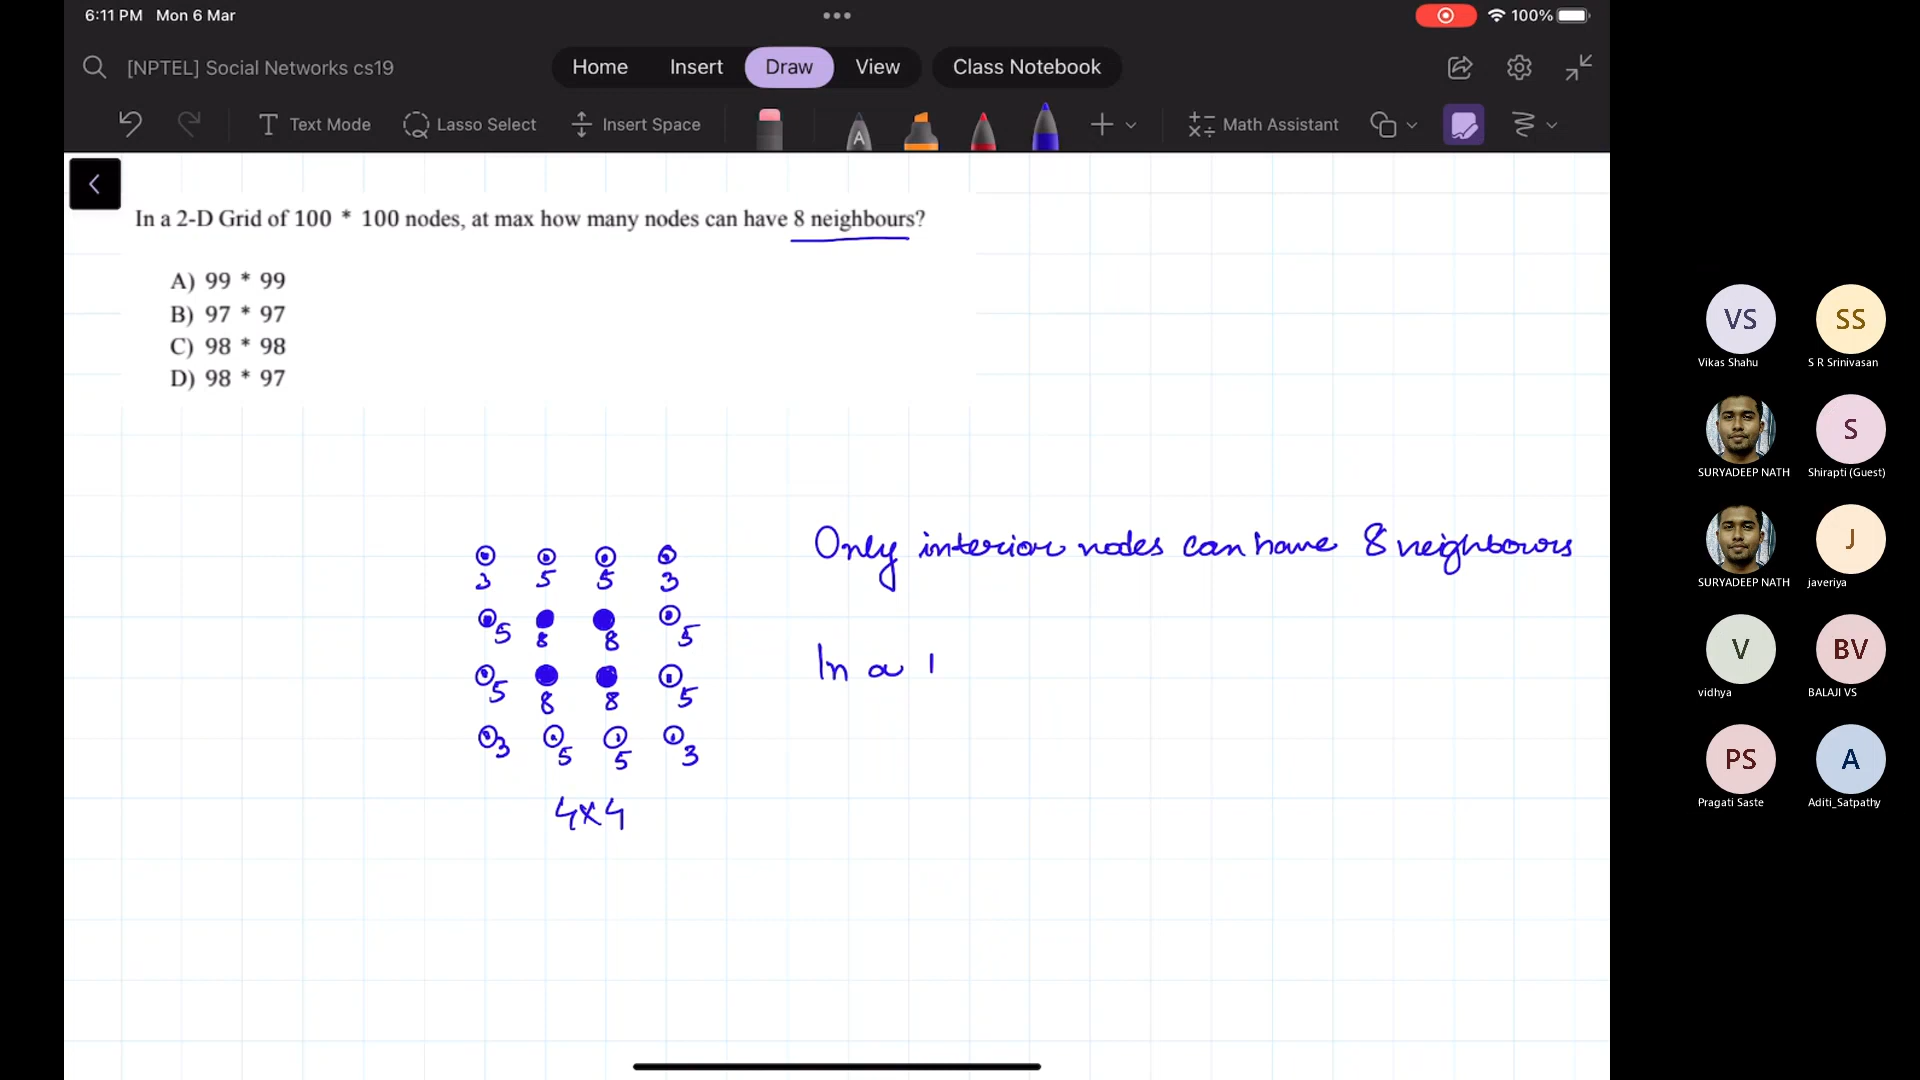 6:11 PM Mon 6 Mar
100%
[NPTEL] Social Networks cs19
Home Insert Draw View Class Notebook
Text Mode Lasso Select Insert Space A Math Assistant
In a 2-D Grid of 100 * 100 nodes, at max how many nodes can have 8 neighbours?
A) 99 * 99
B) 97 * 97
C) 98 * 98
D) 98 * 97
3 5 5 3
5 8 8 5
5 8 8 5
3 5 5 3
4x4
Only interior nodes can have 8 neighbours
In a 1
VS SS
Vikas Shahu S R Srinivasan
S
SURYADEEP NATH Shirapti (Guest)
J
SURYADEEP NATH javeriya
V BV
vidhya BALAJI VS
PS A
Pragati Saste Aditi_Satpathy